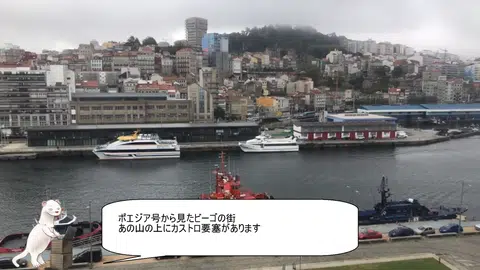 ポエジア号から見たビーゴの街
あの山の上にカストロ要塞があります